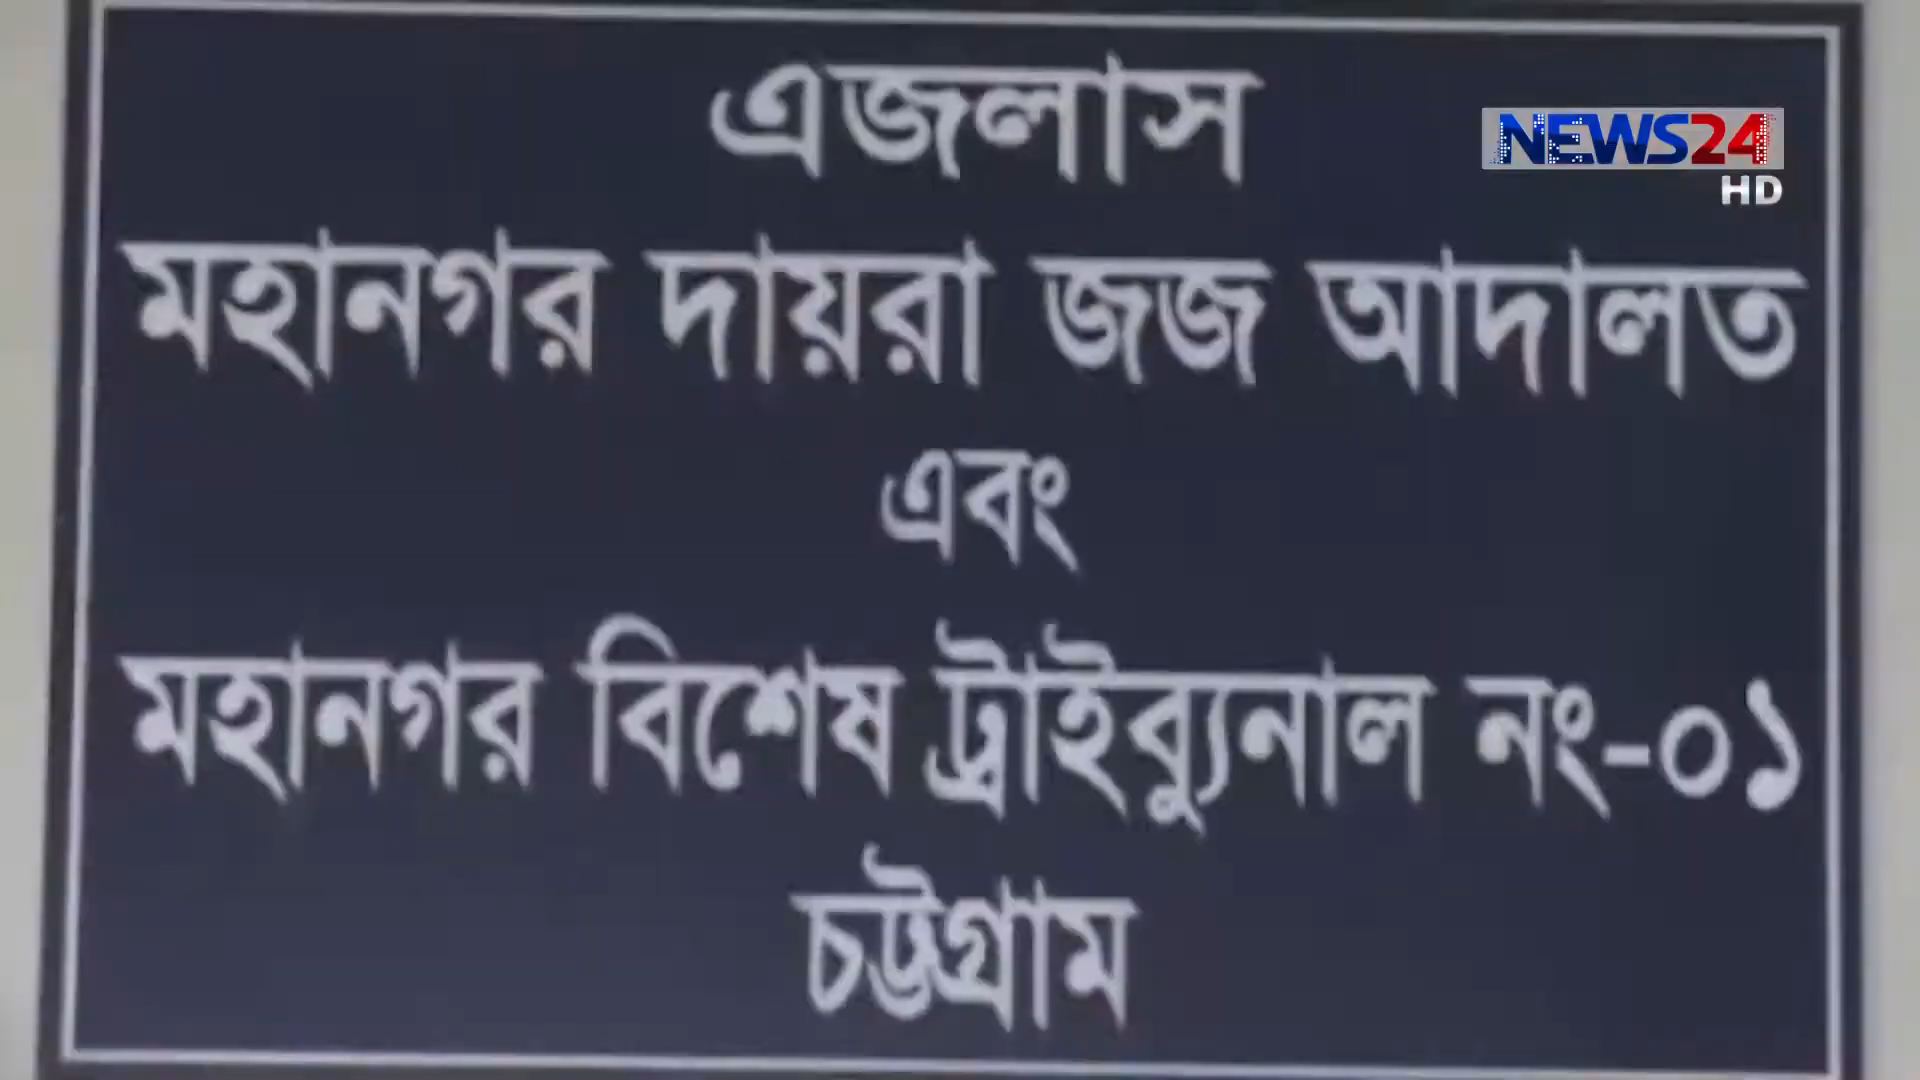 এজলাস
NEWS24
HD
মহানগর দায়রা জজ আদালত
এবং
মহানগর বিশেষ ট্রাইব্যুনাল নং-০১
চট্টগ্রাম